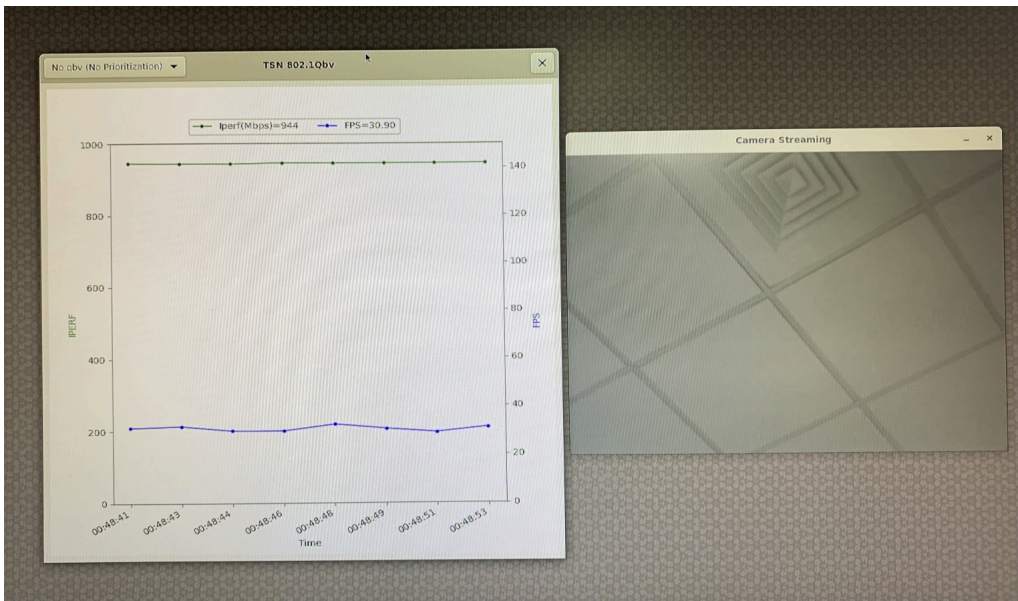 No qbv (No Prioritization)
TSN 802.1Qbv
Iperf(Mbps)=944
FPS=30.90
1000
800
600
400
200
0
IPERF
140
120
100
80
60
40
20
0
FPS
00:48:41
00:48:43
00:48:44
00:48:46
00:48:48
00:48:49
00:48:51
00:48:53
Time
Camera Streaming